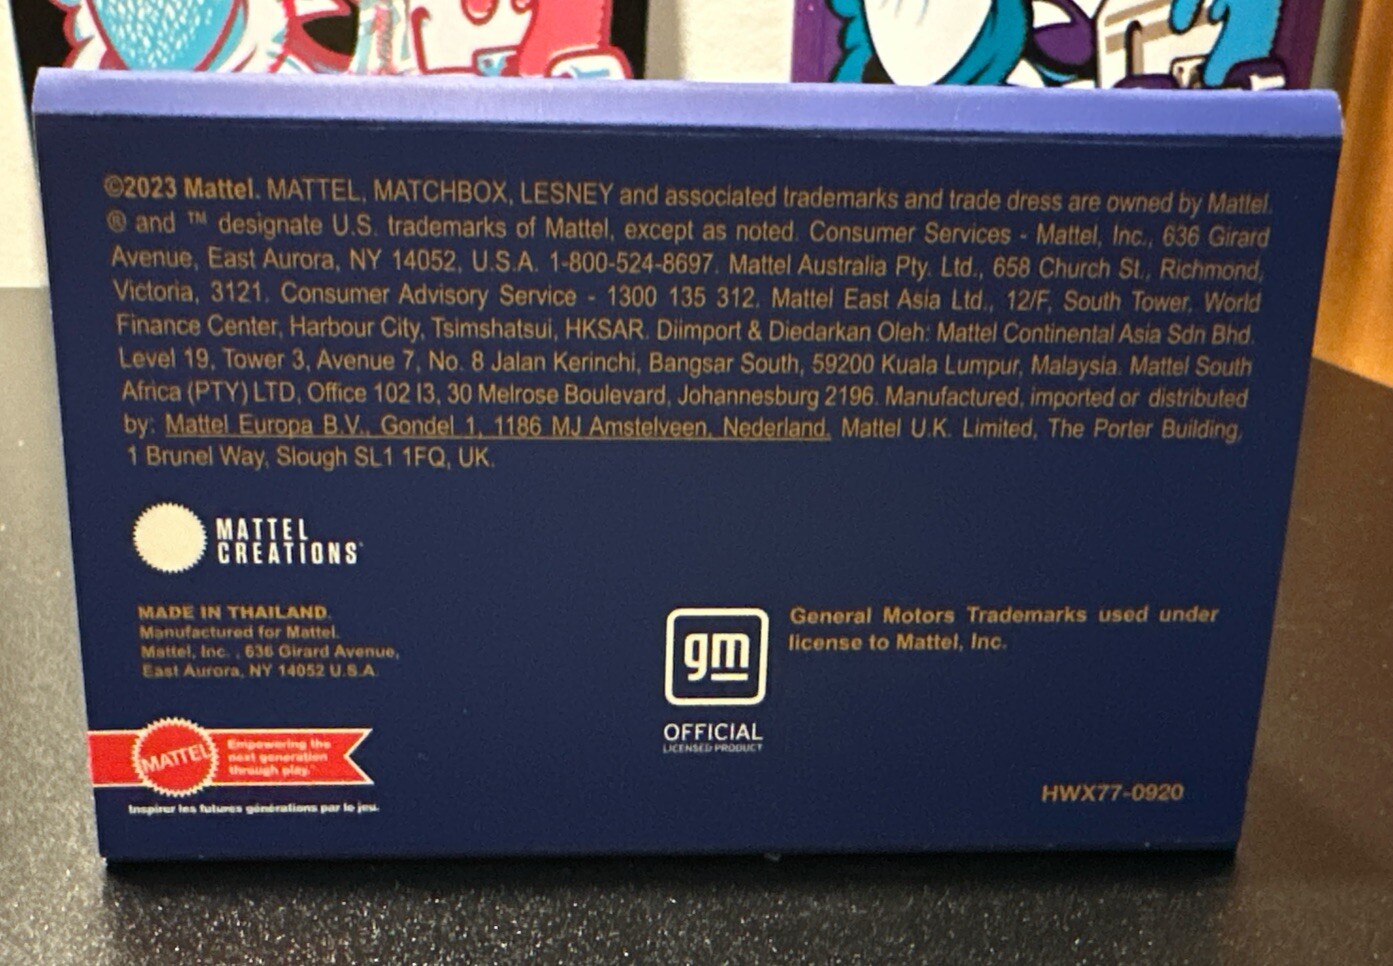 ©2023 Mattel. MATTEL, MATCHBOX, LESNEY and associated trademarks and trade dress are owned by Mattel.
® and ™ designate U.S. trademarks of Mattel, except as noted. Consumer Services - Mattel, Inc., 636 Girard
Avenue, East Aurora, NY 14052, U.S.A. 1-800-524-8697. Mattel Australia Pty. Ltd., 658 Church St., Richmond,
Victoria, 3121. Consumer Advisory Service - 1300 135 312. Mattel East Asia Ltd., 12/F, South Tower, World
Finance Center, Harbour City, Tsimshatsui, HKSAR. Diimport & Diedarkan Oleh: Mattel Continental Asia Sdn Bhd.
Level 19, Tower 3, Avenue 7, No. 8 Jalan Kerinchi, Bangsar South, 59200 Kuala Lumpur, Malaysia. Mattel South
Africa (PTY) LTD, Office 102 I3, 30 Melrose Boulevard, Johannesburg 2196. Manufactured, imported or distributed
by: Mattel Europa B.V., Gondel 1, 1186 MJ Amstelveen, Nederland. Mattel U.K. Limited, The Porter Building,
1 Brunel Way, Slough SL1 1FQ, UK.
MATTEL
CREATIONS
MADE IN THAILAND.
Manufactured for Mattel.
Mattel, Inc., 636 Girard Avenue,
East Aurora, NY 14052 U.S.A.
MATTEL
Empowering the
next generation
through play.
Inspirer les futures générations par le jeu.
gm
OFFICIAL
LICENSED PRODUCT
General Motors Trademarks used under
license to Mattel, Inc.
HWX77-0920